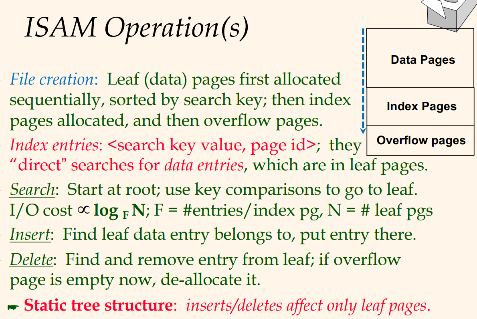 ISAM Operation(s)
Data Pages
Index Pages
Overflow pages
File creation: Leaf (data) pages first allocated
sequentially, sorted by search key; then index
pages allocated, and then overflow pages.
Index entries: <search key value, page id>; they
“direct” searches for data entries, which are in leaf pages.
Search: Start at root; use key comparisons to go to leaf.
I/O cost ∝ log F N; F = #entries/index pg, N = # leaf pgs
Insert: Find leaf data entry belongs to, put entry there.
Delete: Find and remove entry from leaf; if overflow
page is empty now, de-allocate it.
☛ Static tree structure: inserts/deletes affect only leaf pages.